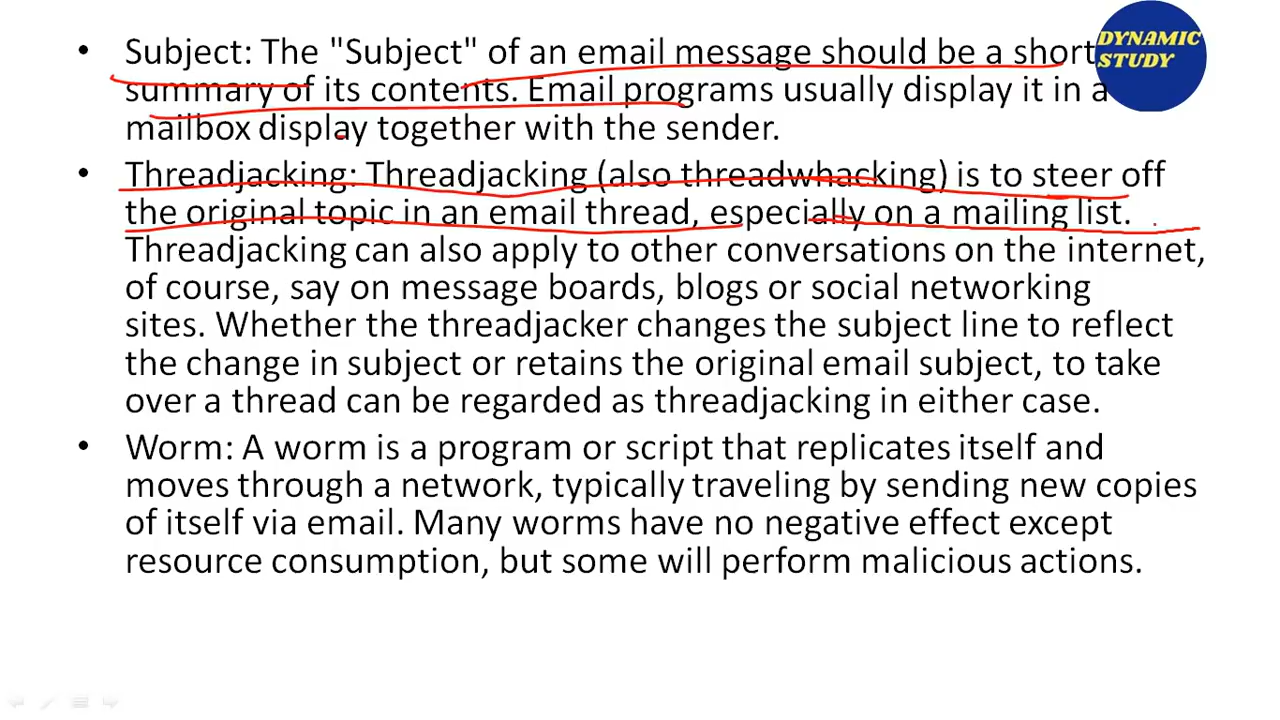 • Subject: The "Subject" of an email message should be a short
summary of its contents. Email programs usually display it in a
mailbox display together with the sender.
• Threadjacking: Threadjacking (also threadwhacking) is to steer off
the original topic in an email thread, especially on a mailing list.
Threadjacking can also apply to other conversations on the internet,
of course, say on message boards, blogs or social networking
sites. Whether the threadjacker changes the subject line to reflect
the change in subject or retains the original email subject, to take
over a thread can be regarded as threadjacking in either case.
• Worm: A worm is a program or script that replicates itself and
moves through a network, typically traveling by sending new copies
of itself via email. Many worms have no negative effect except
resource consumption, but some will perform malicious actions.
DYNAMIC
STUDY